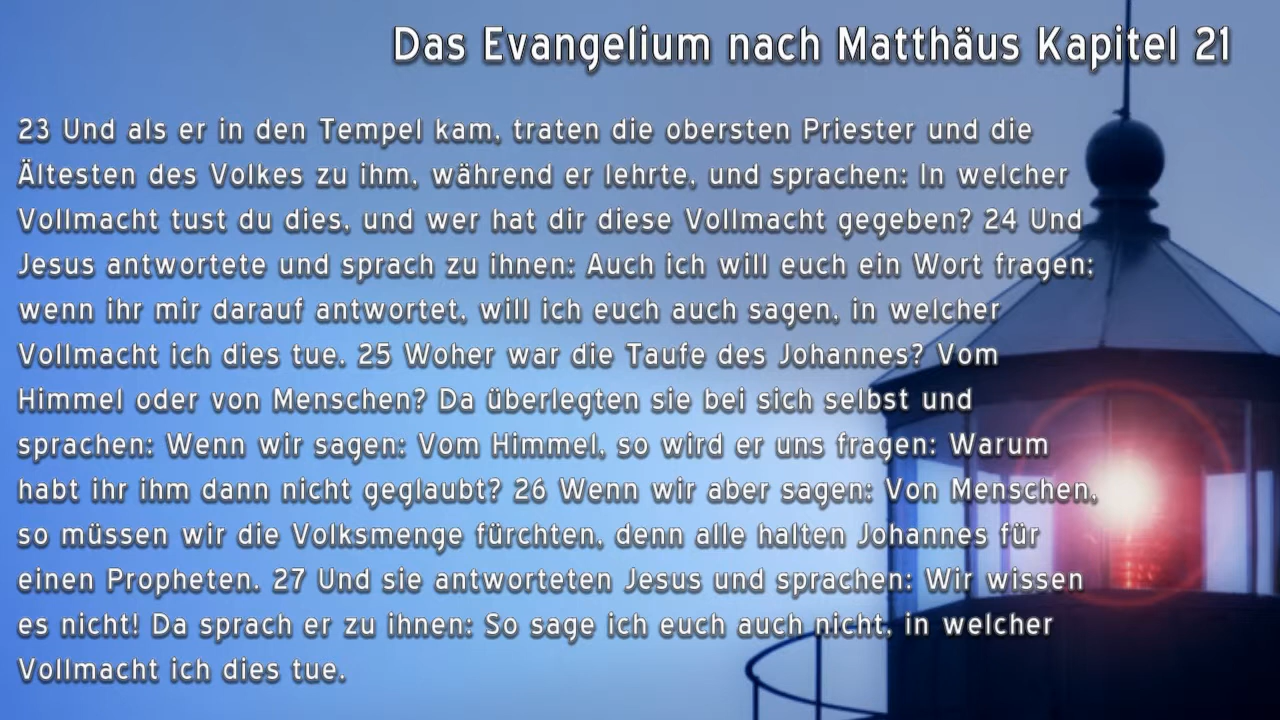 Das Evangelium nach Matthäus Kapitel 21
23 Und als er in den Tempel kam, traten die obersten Priester und die
Ältesten des Volkes zu ihm, während er lehrte, und sprachen: In welcher
Vollmacht tust du dies, und wer hat dir diese Vollmacht gegeben? 24 Und
Jesus antwortete und sprach zu ihnen: Auch ich will euch ein Wort fragen;
wenn ihr mir darauf antwortet, will ich euch auch sagen, in welcher
Vollmacht ich dies tue. 25 Woher war die Taufe des Johannes? Vom
Himmel oder von Menschen? Da überlegten sie bei sich selbst und
sprachen: Wenn wir sagen: Vom Himmel, so wird er uns fragen: Warum
habt ihr ihm dann nicht geglaubt? 26 Wenn wir aber sagen: Von Menschen,
so müssen wir die Volksmenge fürchten, denn alle halten Johannes für
einen Propheten. 27 Und sie antworteten Jesus und sprachen: Wir wissen
es nicht! Da sprach er zu ihnen: So sage ich euch auch nicht, in welcher
Vollmacht ich dies tue.